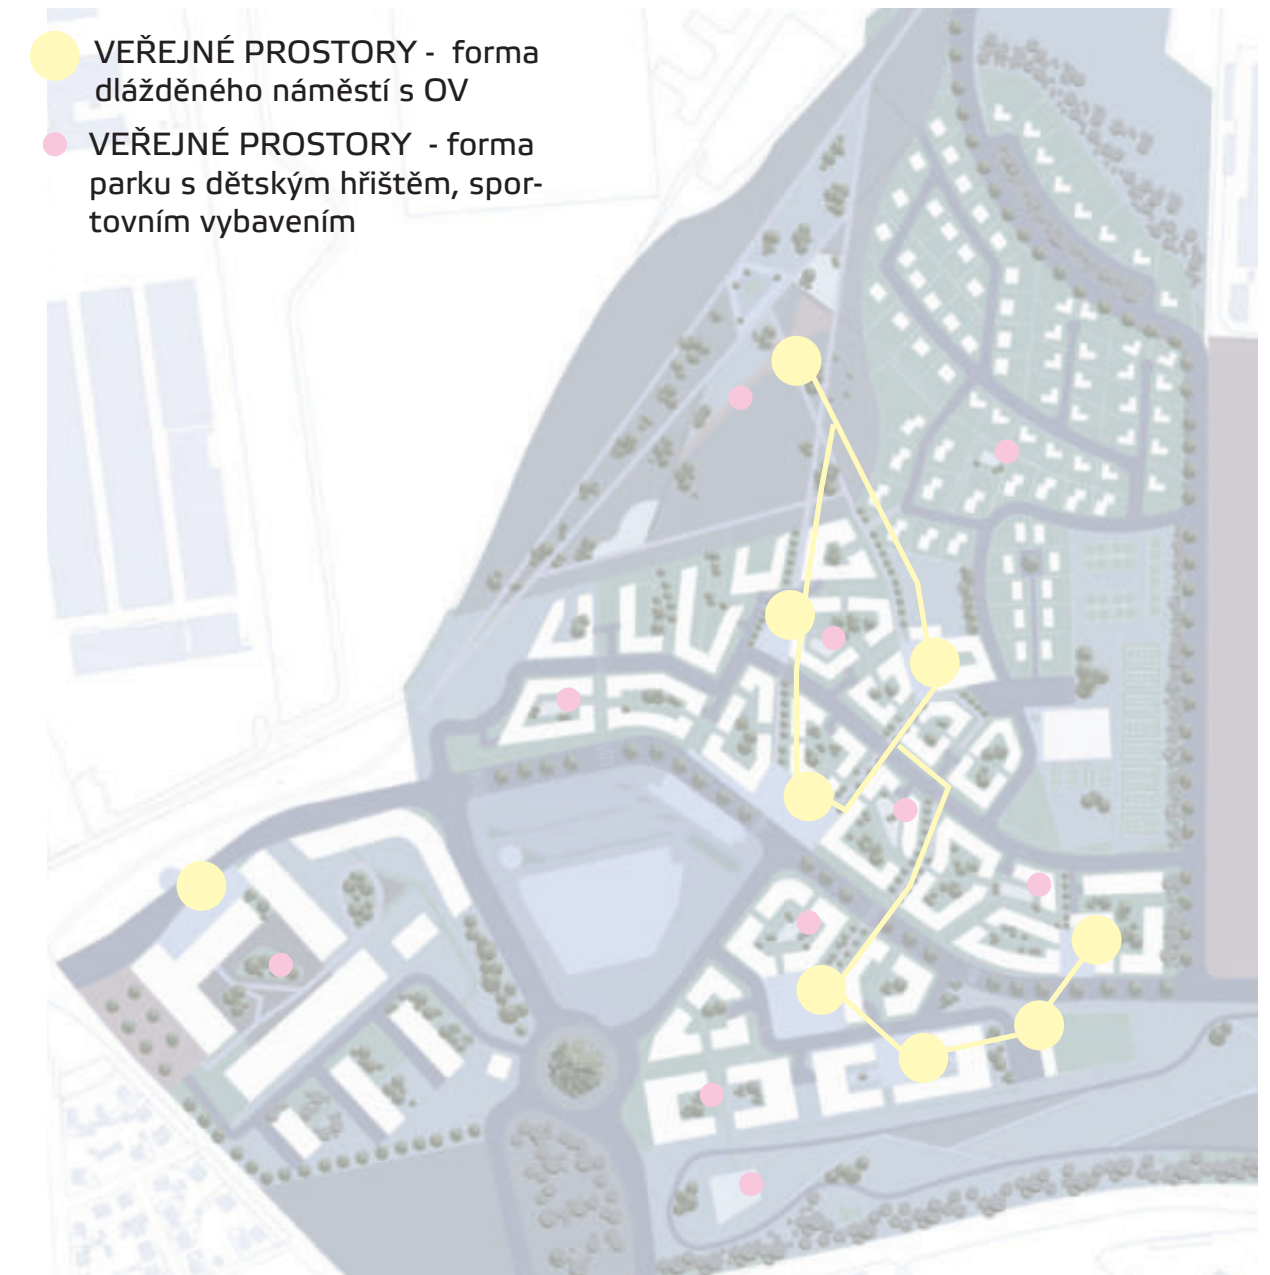 VEŘEJNÉ PROSTORY -  forma
dlážděného náměstí s OV
VEŘEJNÉ PROSTORY  - forma
parku s dětským hřištěm, spor-
tovním vybavením